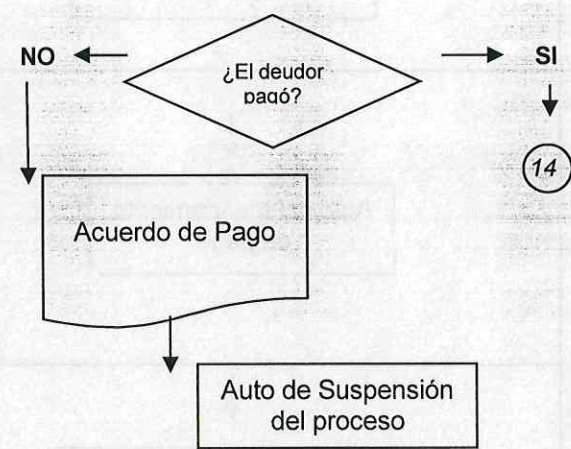 NO
¿El deudor
pagó?
SI
14
Acuerdo de Pago
Auto de Suspensión
del proceso